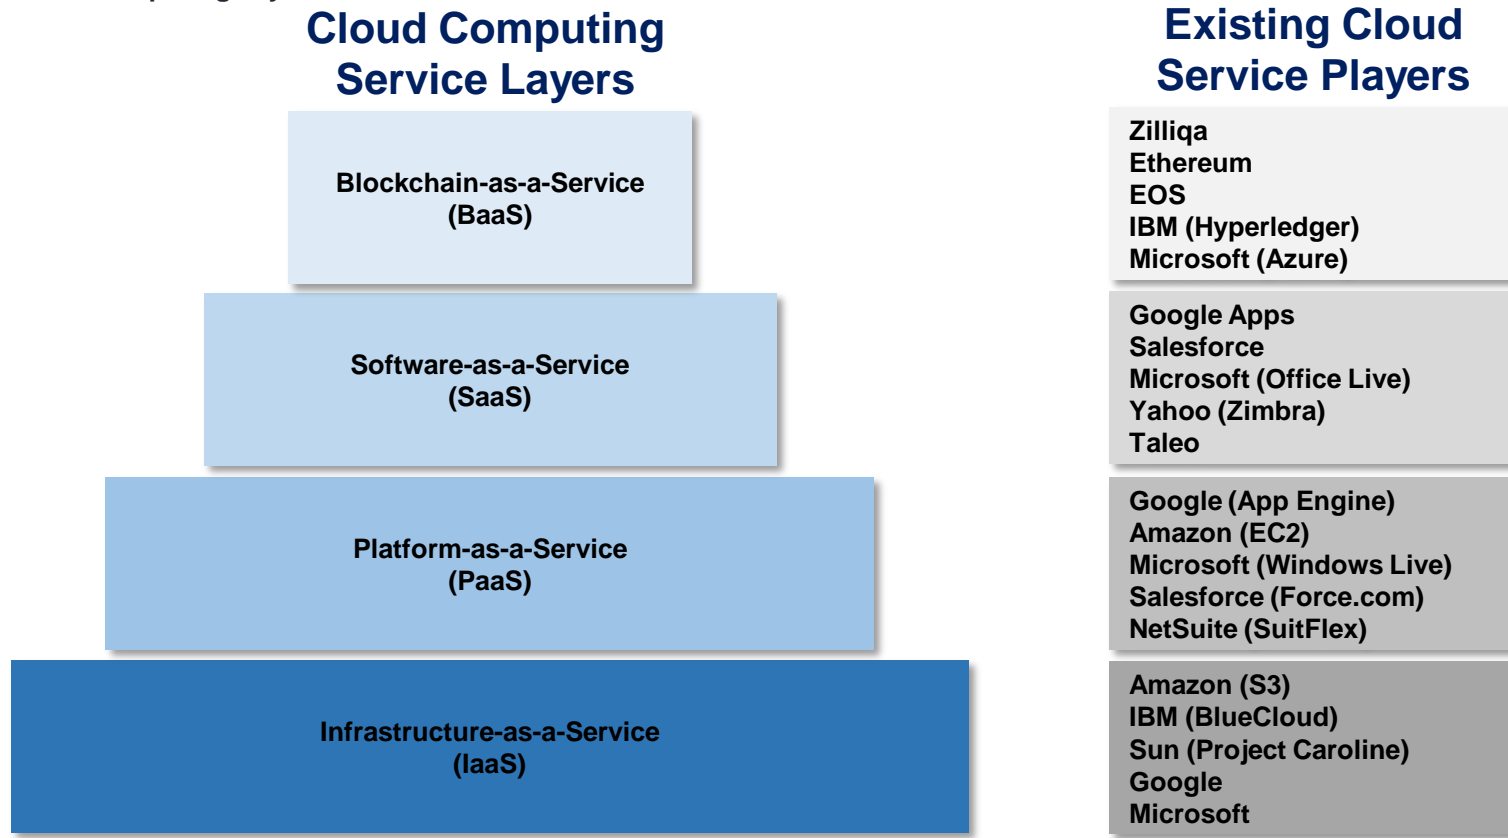 Cloud Computing
Service Layers
Blockchain-as-a-Service
(BaaS)
Software-as-a-Service
(SaaS)
Platform-as-a-Service
(PaaS)
Infrastructure-as-a-Service
(IaaS)
Existing Cloud
Service Players
Zilliqa
Ethereum
EOS
IBM (Hyperledger)
Microsoft (Azure)
Google Apps
Salesforce
Microsoft (Office Live)
Yahoo (Zimbra)
Taleo
Google (App Engine)
Amazon (EC2)
Microsoft (Windows Live)
Salesforce (Force.com)
NetSuite (SuitFlex)
Amazon (S3)
IBM (BlueCloud)
Sun (Project Caroline)
Google
Microsoft